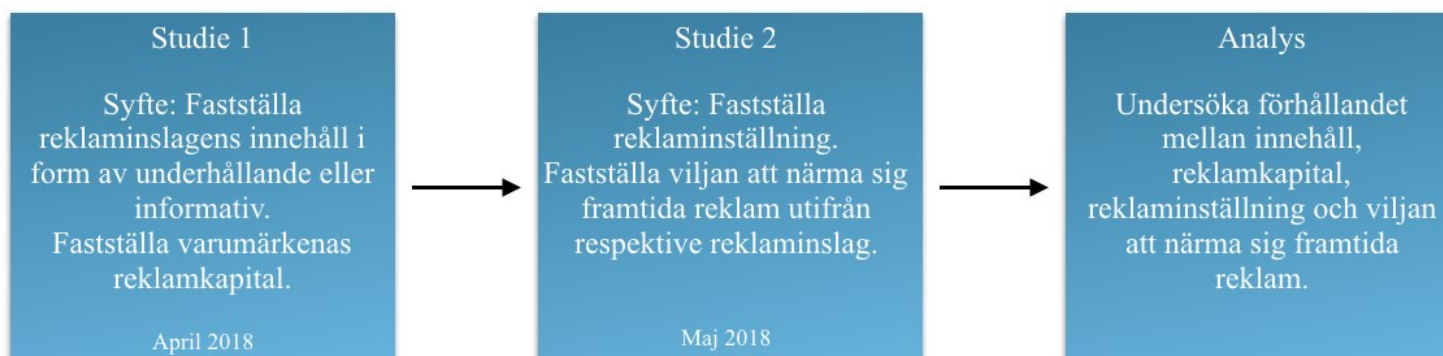 Studie 1
Syfte: Fastställa
reklaminslagens innehåll i
form av underhållande eller
informativ.
Fastställa varumärkenas
reklamkapital.
April 2018
Studie 2
Syfte: Fastställa
reklaminställning.
Fastställa viljan att närma sig
framtida reklam utifrån
respektive reklaminslag.
Maj 2018
Analys
Undersöka förhållandet
mellan innehåll,
reklamkapital,
reklaminställning och viljan
att närma sig framtida
reklam.